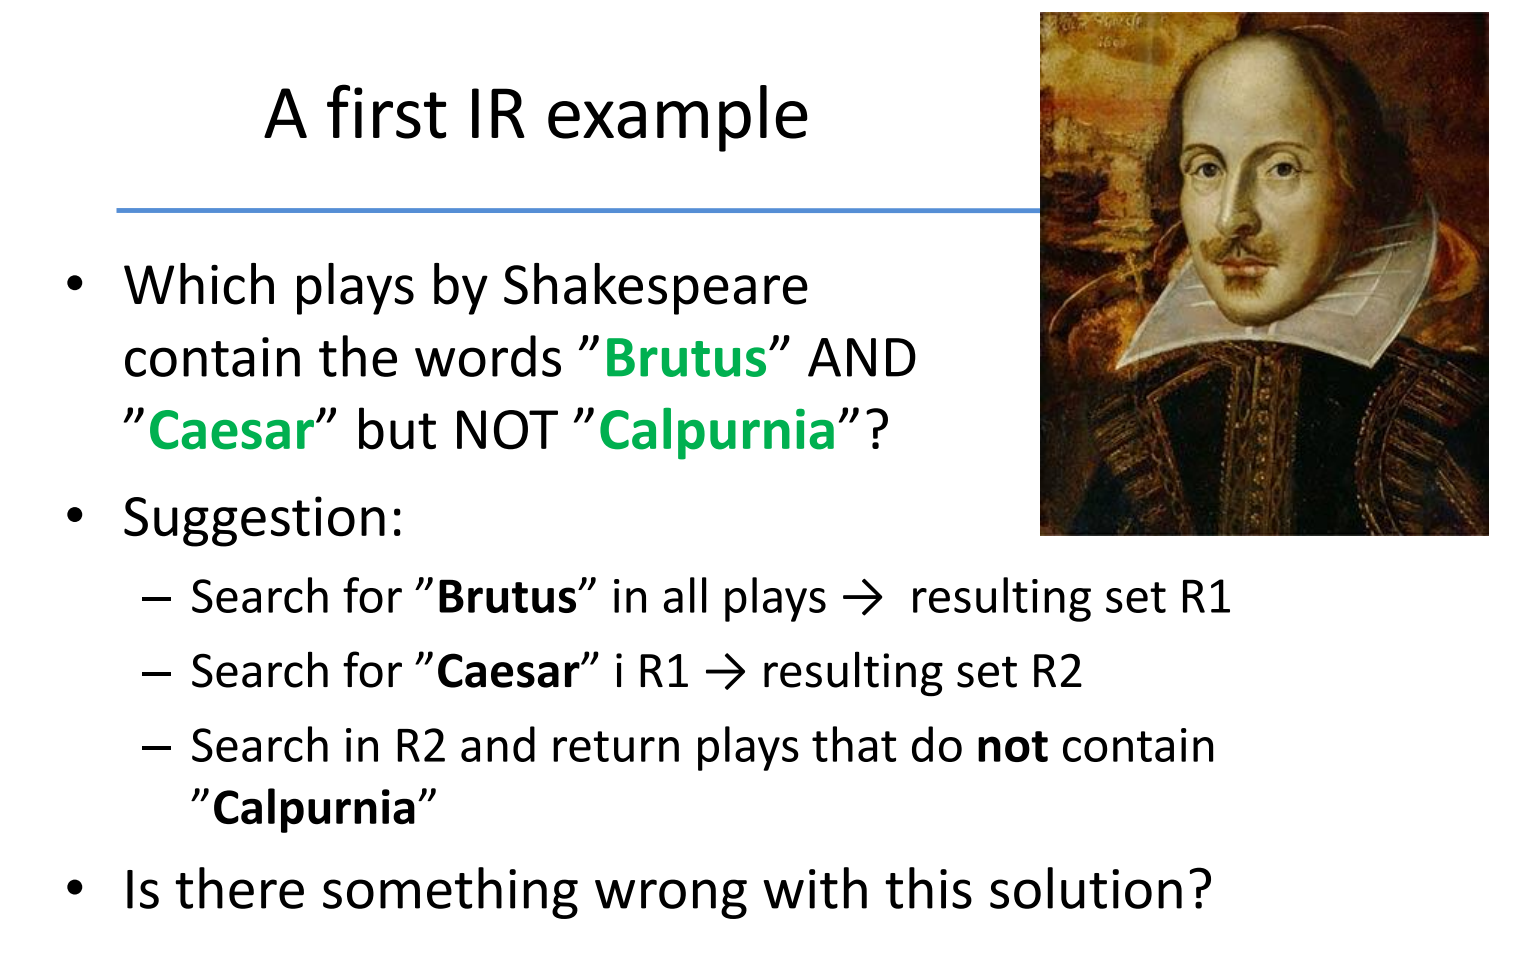 A first IR example
• Which plays by Shakespeare
contain the words ”Brutus” AND
”Caesar” but NOT ”Calpurnia”?
• Suggestion:
– Search for ”Brutus” in all plays → resulting set R1
– Search for ”Caesar” i R1 → resulting set R2
– Search in R2 and return plays that do not contain
”Calpurnia”
• Is there something wrong with this solution?